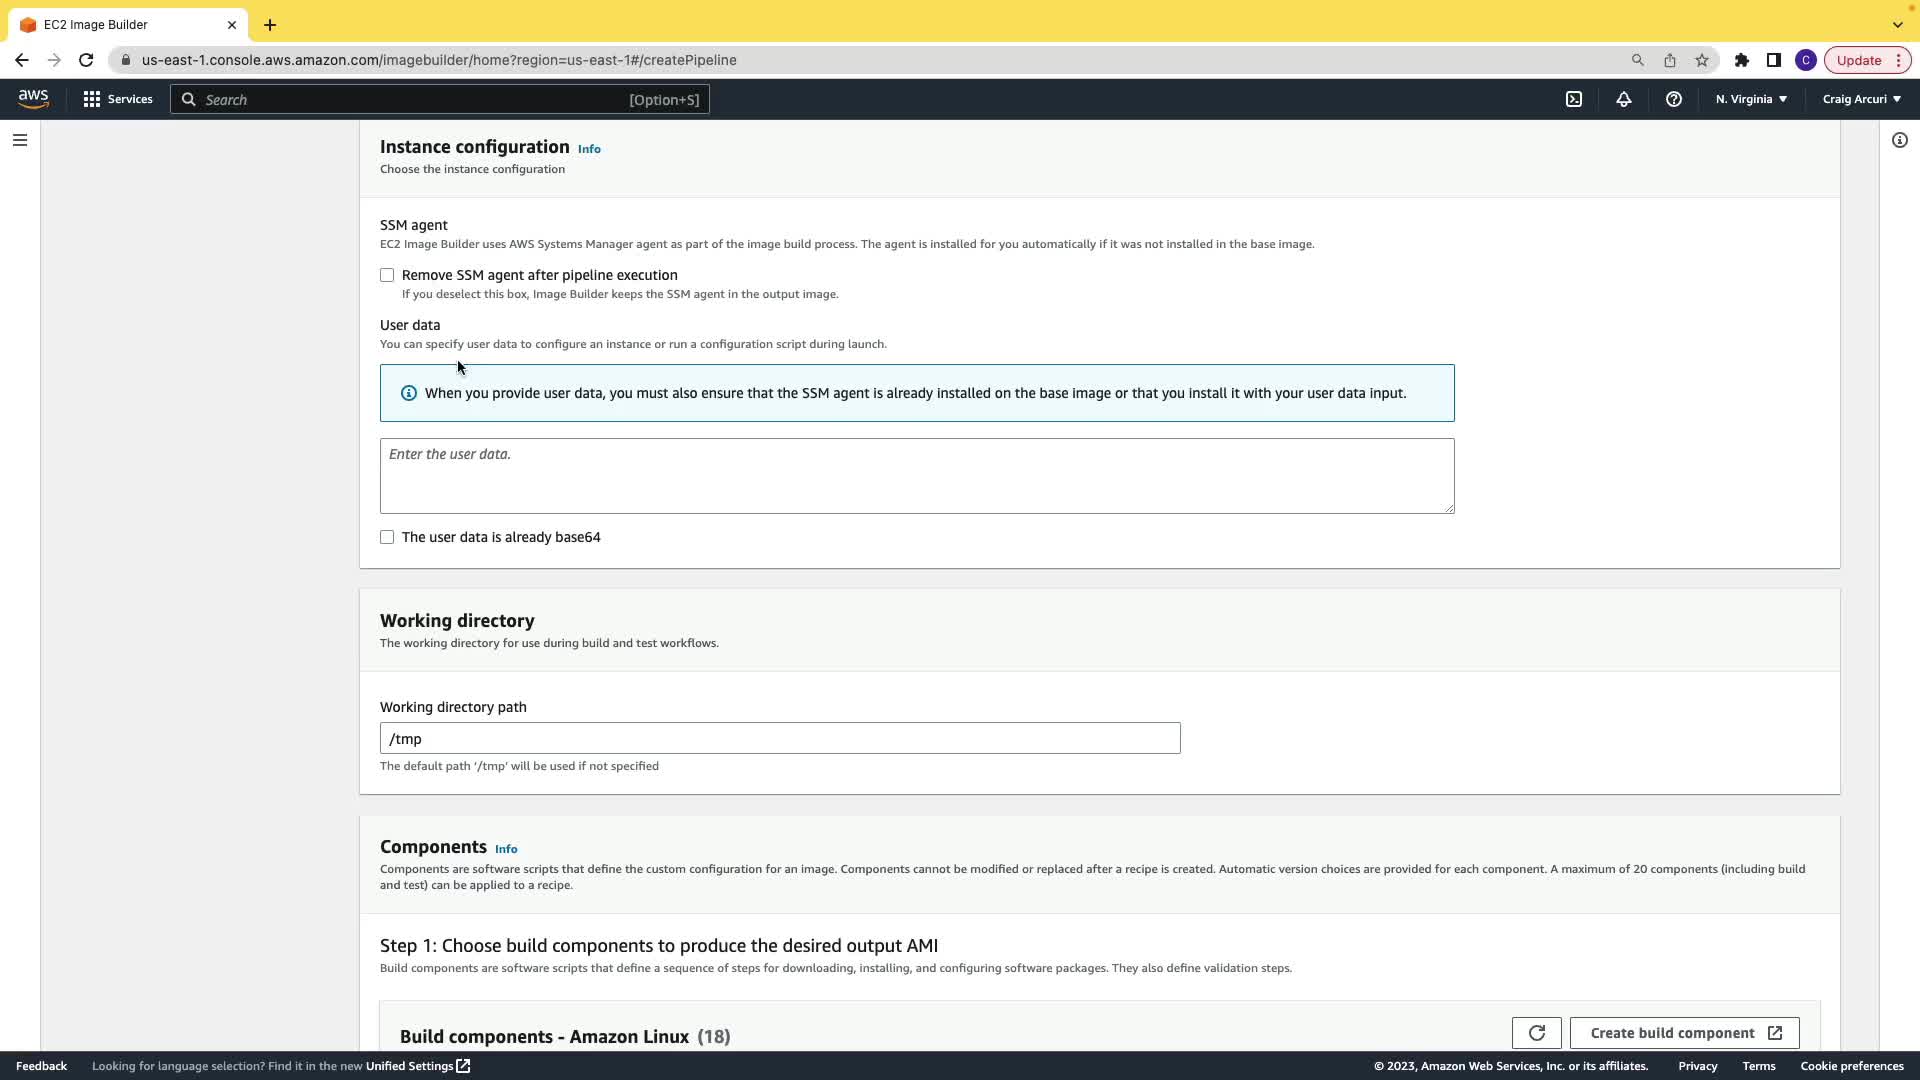 EC2 Image Builder
us-east-1.console.aws.amazon.com/imagebuilder/home?region=us-east-1#/createPipeline
C
Update
aws
Services
Search
[Option+S]
N. Virginia
Craig Arcuri
Instance configuration Info
Choose the instance configuration
SSM agent
EC2 Image Builder uses AWS Systems Manager agent as part of the image build process. The agent is installed for you automatically if it was not installed in the base image.
Remove SSM agent after pipeline execution
If you deselect this box, Image Builder keeps the SSM agent in the output image.
User data
You can specify user data to configure an instance or run a configuration script during launch.
When you provide user data, you must also ensure that the SSM agent is already installed on the base image or that you install it with your user data input.
Enter the user data.
The user data is already base64
Working directory
The working directory for use during build and test workflows.
Working directory path
/tmp
The default path '/tmp' will be used if not specified
Components Info
Components are software scripts that define the custom configuration for an image. Components cannot be modified or replaced after a recipe is created. Automatic version choices are provided for each component. A maximum of 20 components (including build
and test) can be applied to a recipe.
Step 1: Choose build components to produce the desired output AMI
Build components are software scripts that define a sequence of steps for downloading, installing, and configuring software packages. They also define validation steps.
Build components - Amazon Linux (18)
Create build component
Feedback
Looking for language selection? Find it in the new Unified Settings
© 2023, Amazon Web Services, Inc. or its affiliates.
Privacy
Terms
Cookie preferences